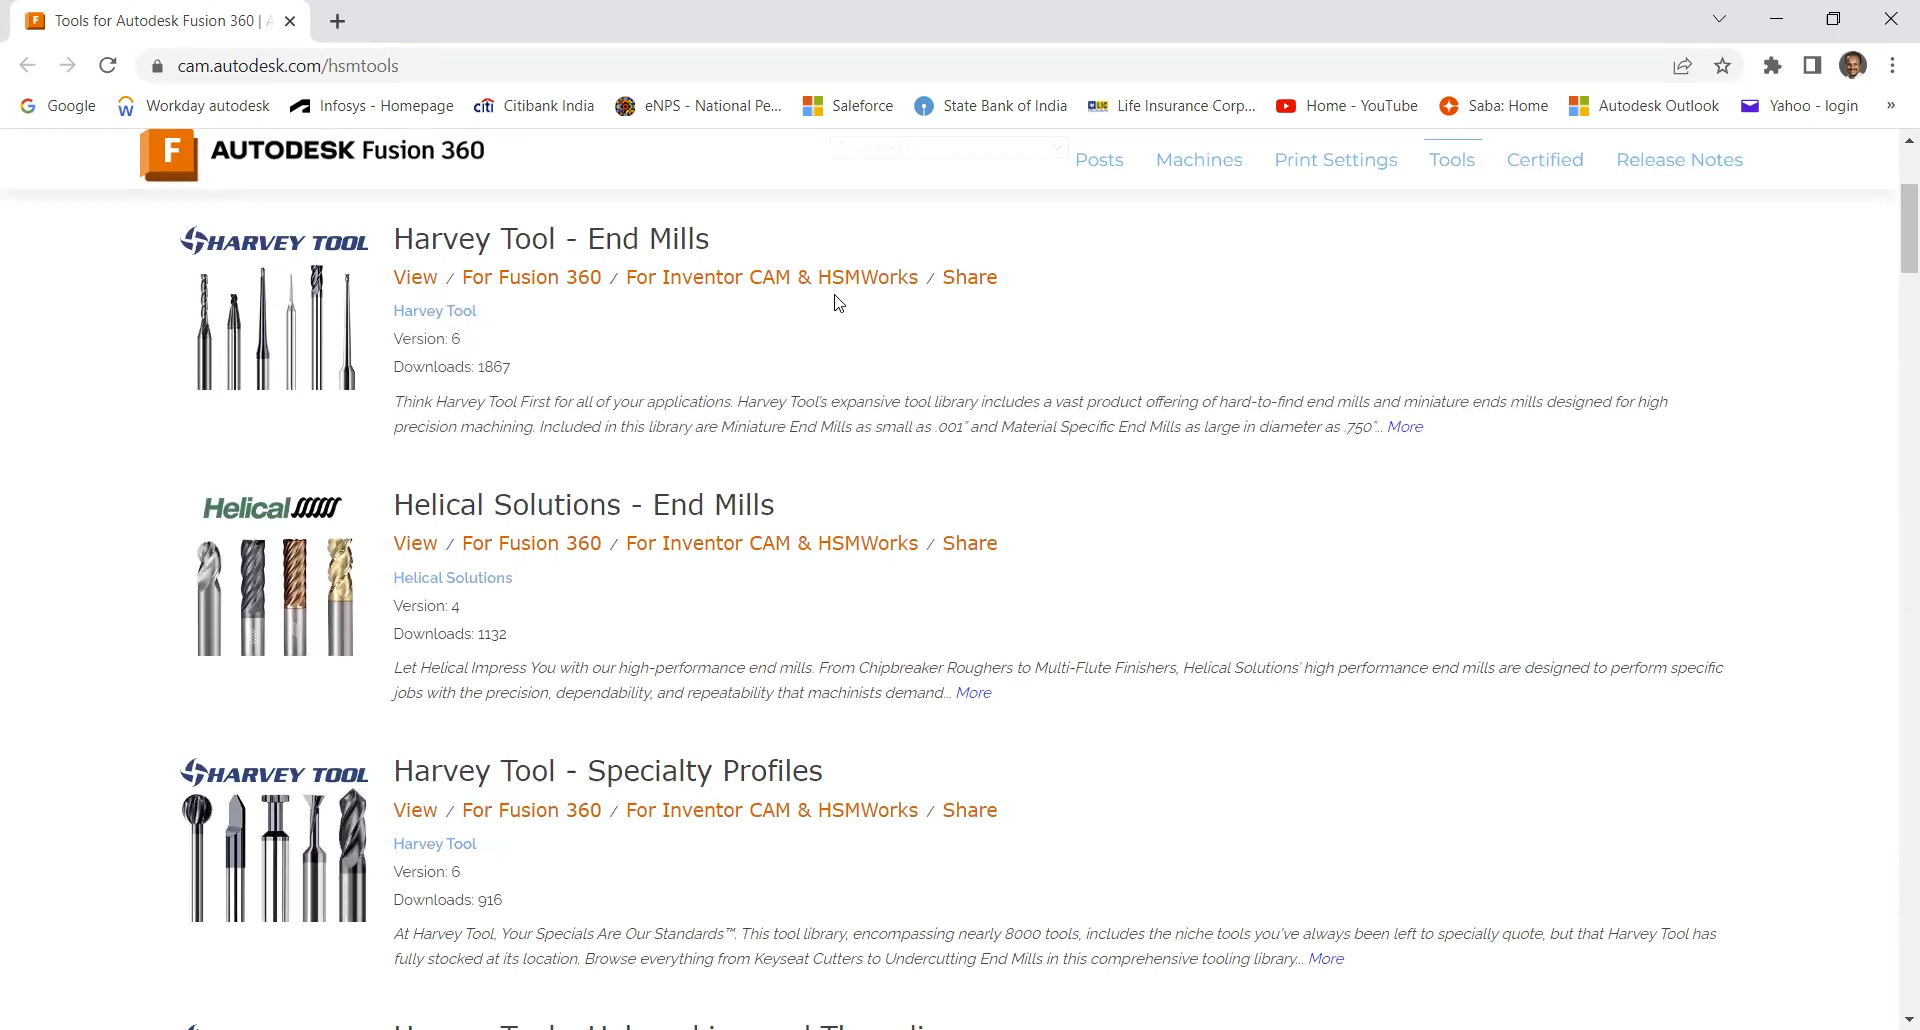 Tools for Autodesk Fusion 360 |
cam.autodesk.com/hsmtools
Google
Workday autodesk
Infosys - Homepage
Citibank India
eNPS - National Pe...
Saleforce
State Bank of India
Life Insurance Corp...
Home - YouTube
Saba: Home
Autodesk Outlook
Yahoo - login
»
F AUTODESK Fusion 360
Posts
Machines
Print Settings
Tools
Certified
Release Notes
HARVEY TOOL
Harvey Tool - End Mills
View / For Fusion 360 / For Inventor CAM & HSMWorks / Share
Harvey Tool
Version: 6
Downloads: 1867
Think Harvey Tool First for all of your applications. Harvey Tool's expansive tool library includes a vast product offering of hard-to-find end mills and miniature ends mills designed for high
precision machining. Included in this library are Miniature End Mills as small as .001" and Material Specific End Mills as large in diameter as .750"... More
Helical
Helical Solutions - End Mills
View / For Fusion 360 / For Inventor CAM & HSMWorks / Share
Helical Solutions
Version: 4
Downloads: 1132
Let Helical Impress You with our high-performance end mills. From Chipbreaker Roughers to Multi-Flute Finishers, Helical Solutions' high performance end mills are designed to perform specific
jobs with the precision, dependability, and repeatability that machinists demand... More
HARVEY TOOL
Harvey Tool - Specialty Profiles
View / For Fusion 360 / For Inventor CAM & HSMWorks / Share
Harvey Tool
Version: 6
Downloads: 916
At Harvey Tool, Your Specials Are Our Standards™. This tool library, encompassing nearly 8000 tools, includes the niche tools you've always been left to specially quote, but that Harvey Tool has
fully stocked at its location. Browse everything from Keyseat Cutters to Undercutting End Mills in this comprehensive tooling library... More